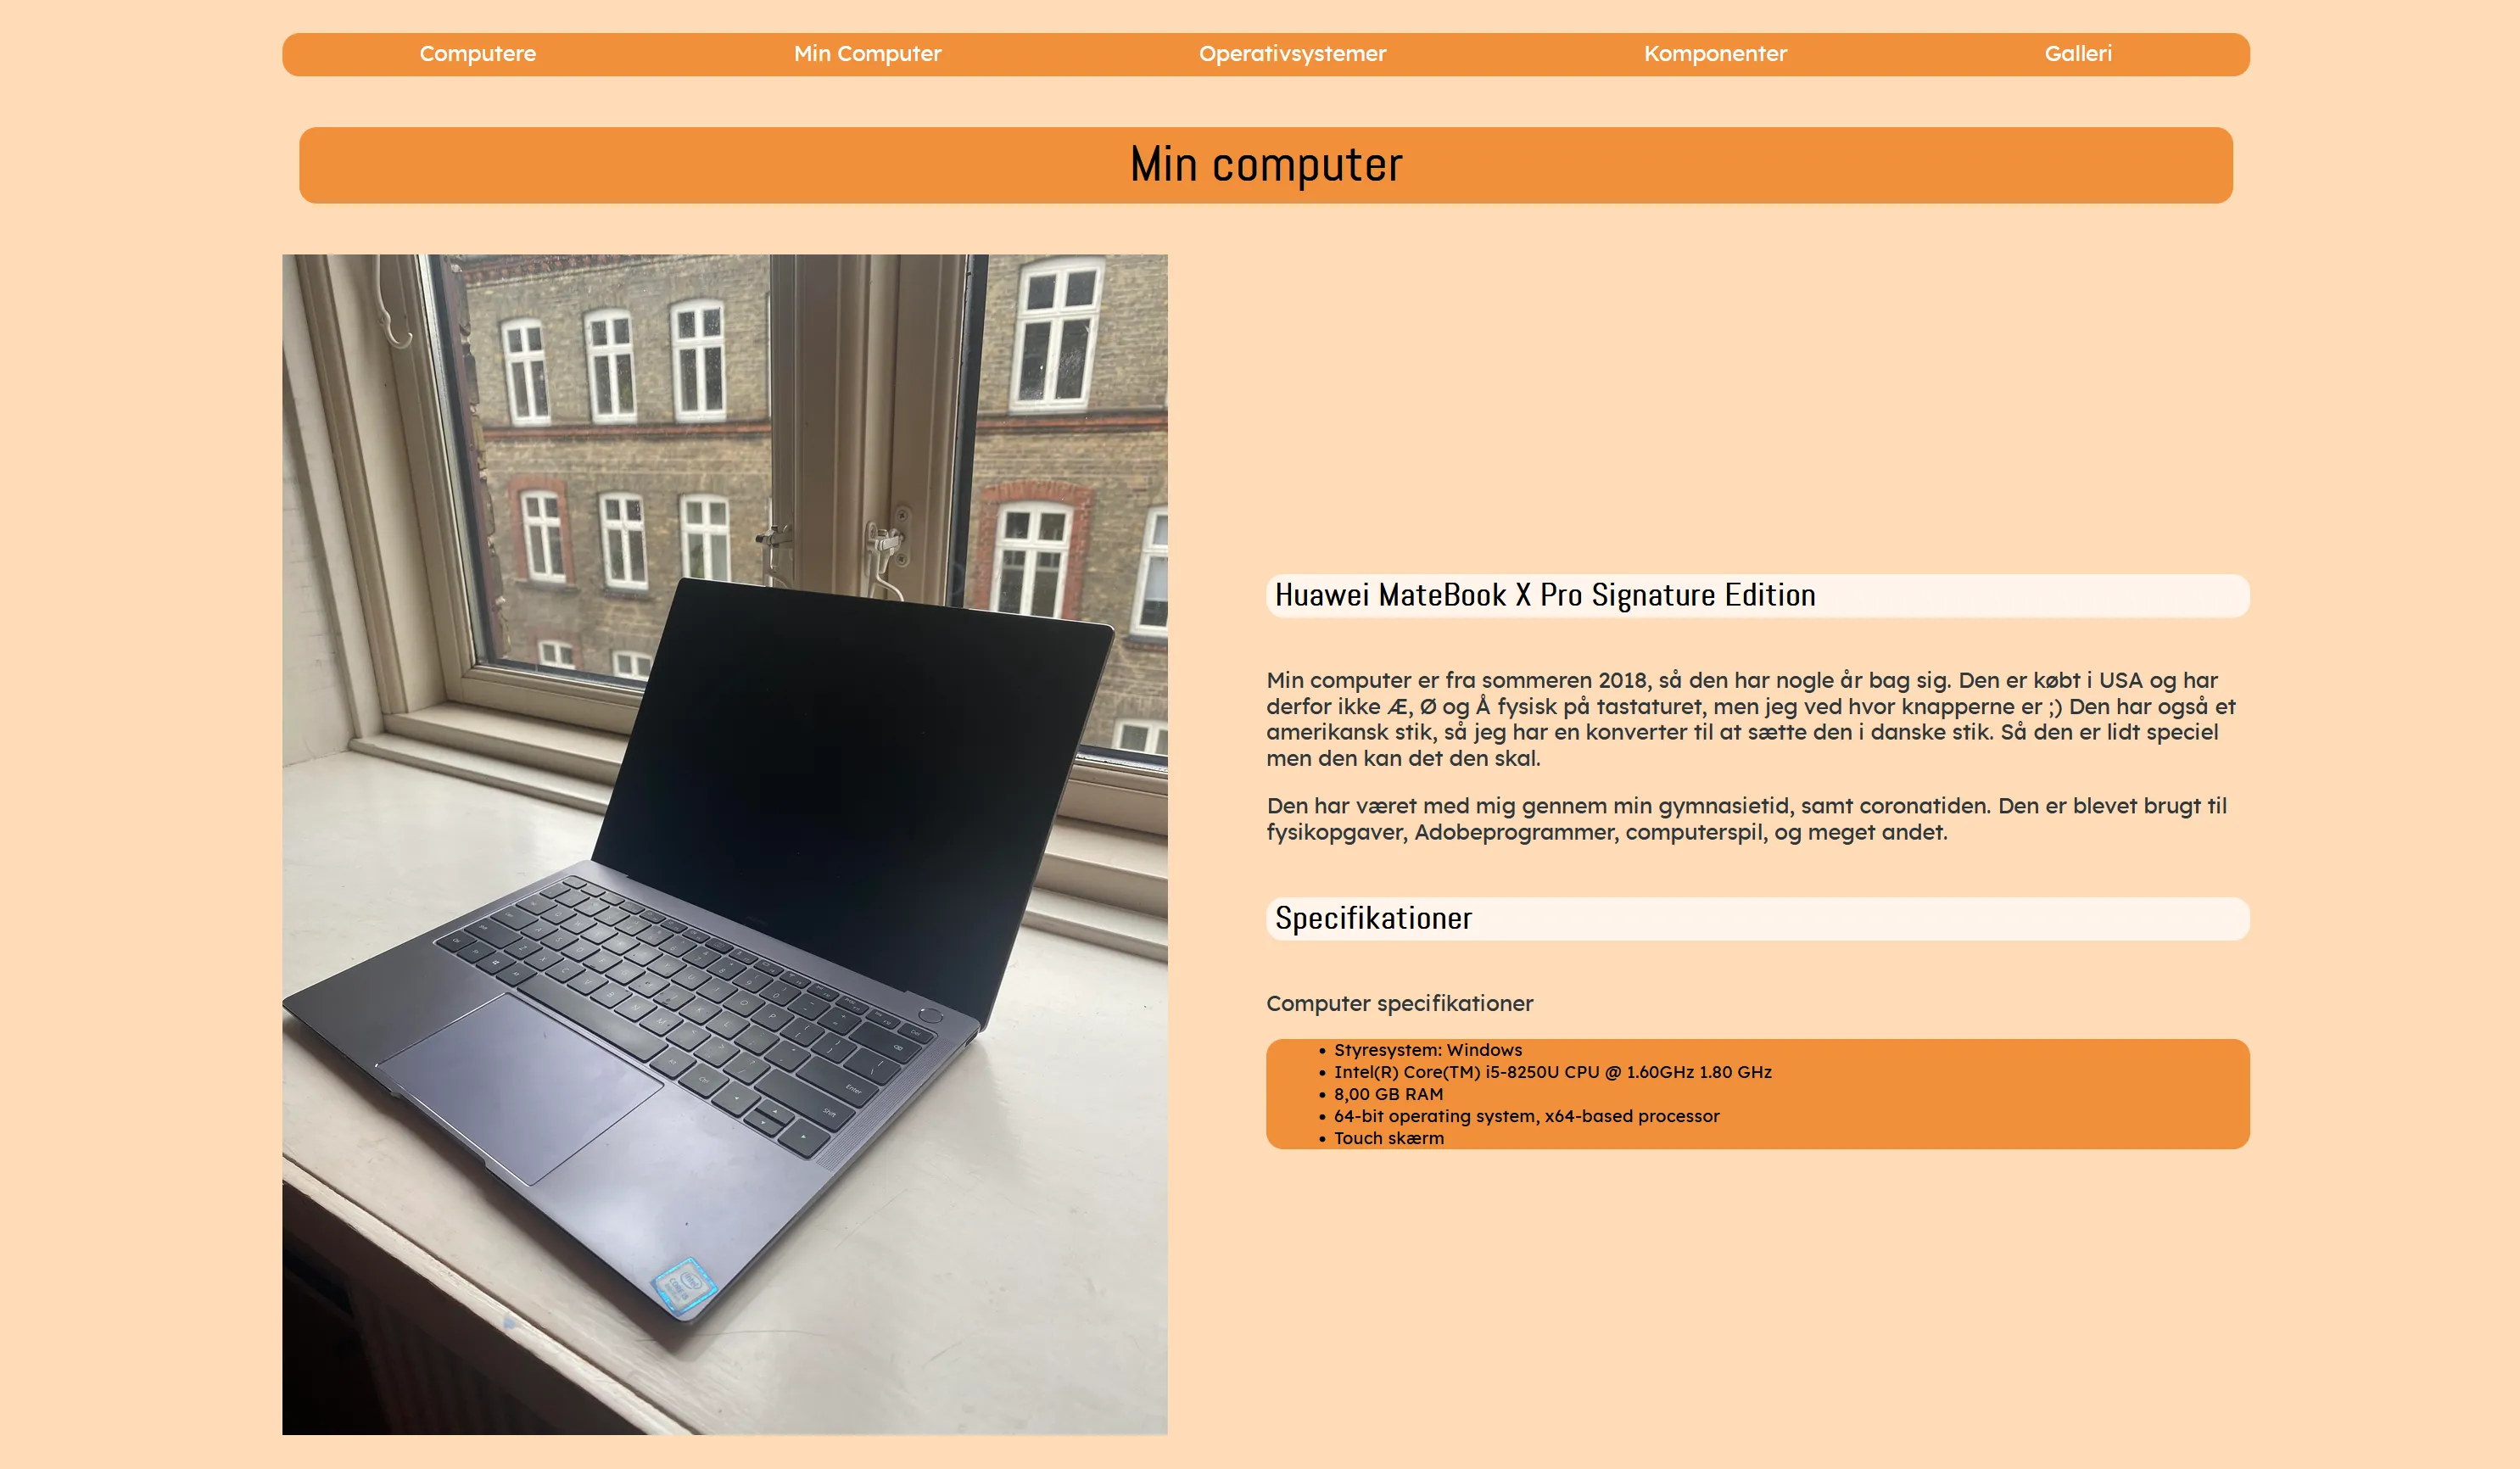 Computere Min Computer Operativsystemer Komponenter Galleri
Min computer
Huawei MateBook X Pro Signature Edition
Min computer er fra sommeren 2018, så den har nogle år bag sig. Den er købt i USA og har
derfor ikke Æ, Ø og Å fysisk på tastaturet, men jeg ved hvor knapperne er ;) Den har også et
amerikansk stik, så jeg har en konverter til at sætte den i danske stik. Så den er lidt speciel
men den kan det den skal.
Den har været med mig gennem min gymnasietid, samt coronatiden. Den er blevet brugt til
fysikopgaver, Adobeprogrammer, computerspil, og meget andet.
Specifikationer
Computer specifikationer
• Styresystem: Windows
• Intel(R) Core(TM) i5-8250U CPU @ 1.60GHz 1.80 GHz
• 8,00 GB RAM
• 64-bit operating system, x64-based processor
• Touch skærm
Enter
Shift